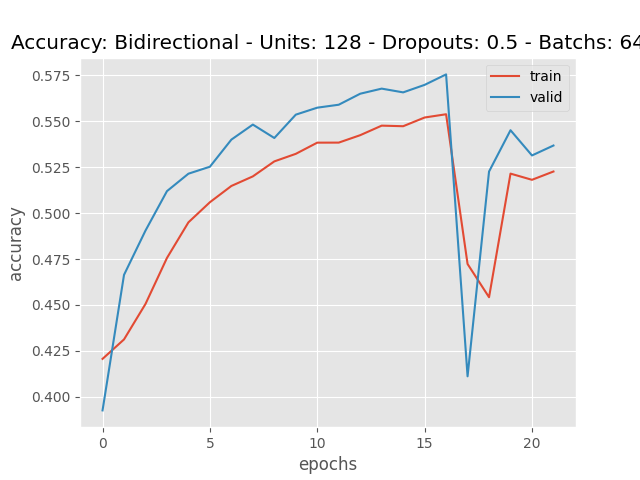 Accuracy: Bidirectional - Units: 128 - Dropouts: 0.5 - Batchs: 64
train
valid
0.575
0.550
0.525
0.500
0.475
0.450
0.425
0.400
accuracy
0 5 10 15 20
epochs